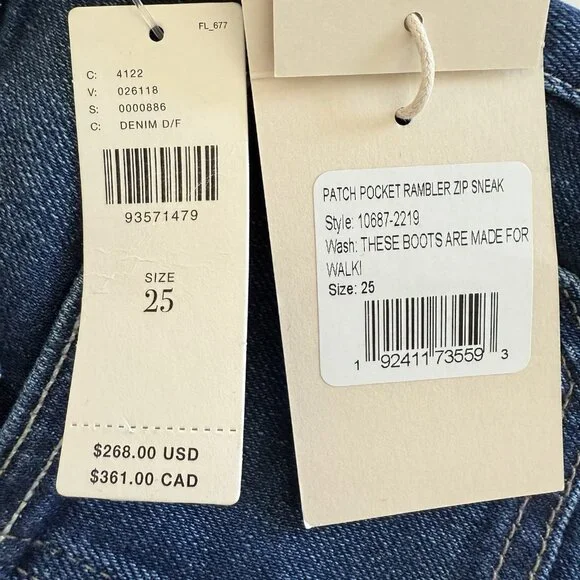 FL_677
C: 4122
V: 026118
S: 0000886
C: DENIM D/F
93571479
SIZE
25
$268.00 USD
$361.00 CAD
PATCH POCKET RAMBLER ZIP SNEAK
Style: 10687-2219
Wash: THESE BOOTS ARE MADE FOR
WALKI
Size: 25
1 92411 73559 3